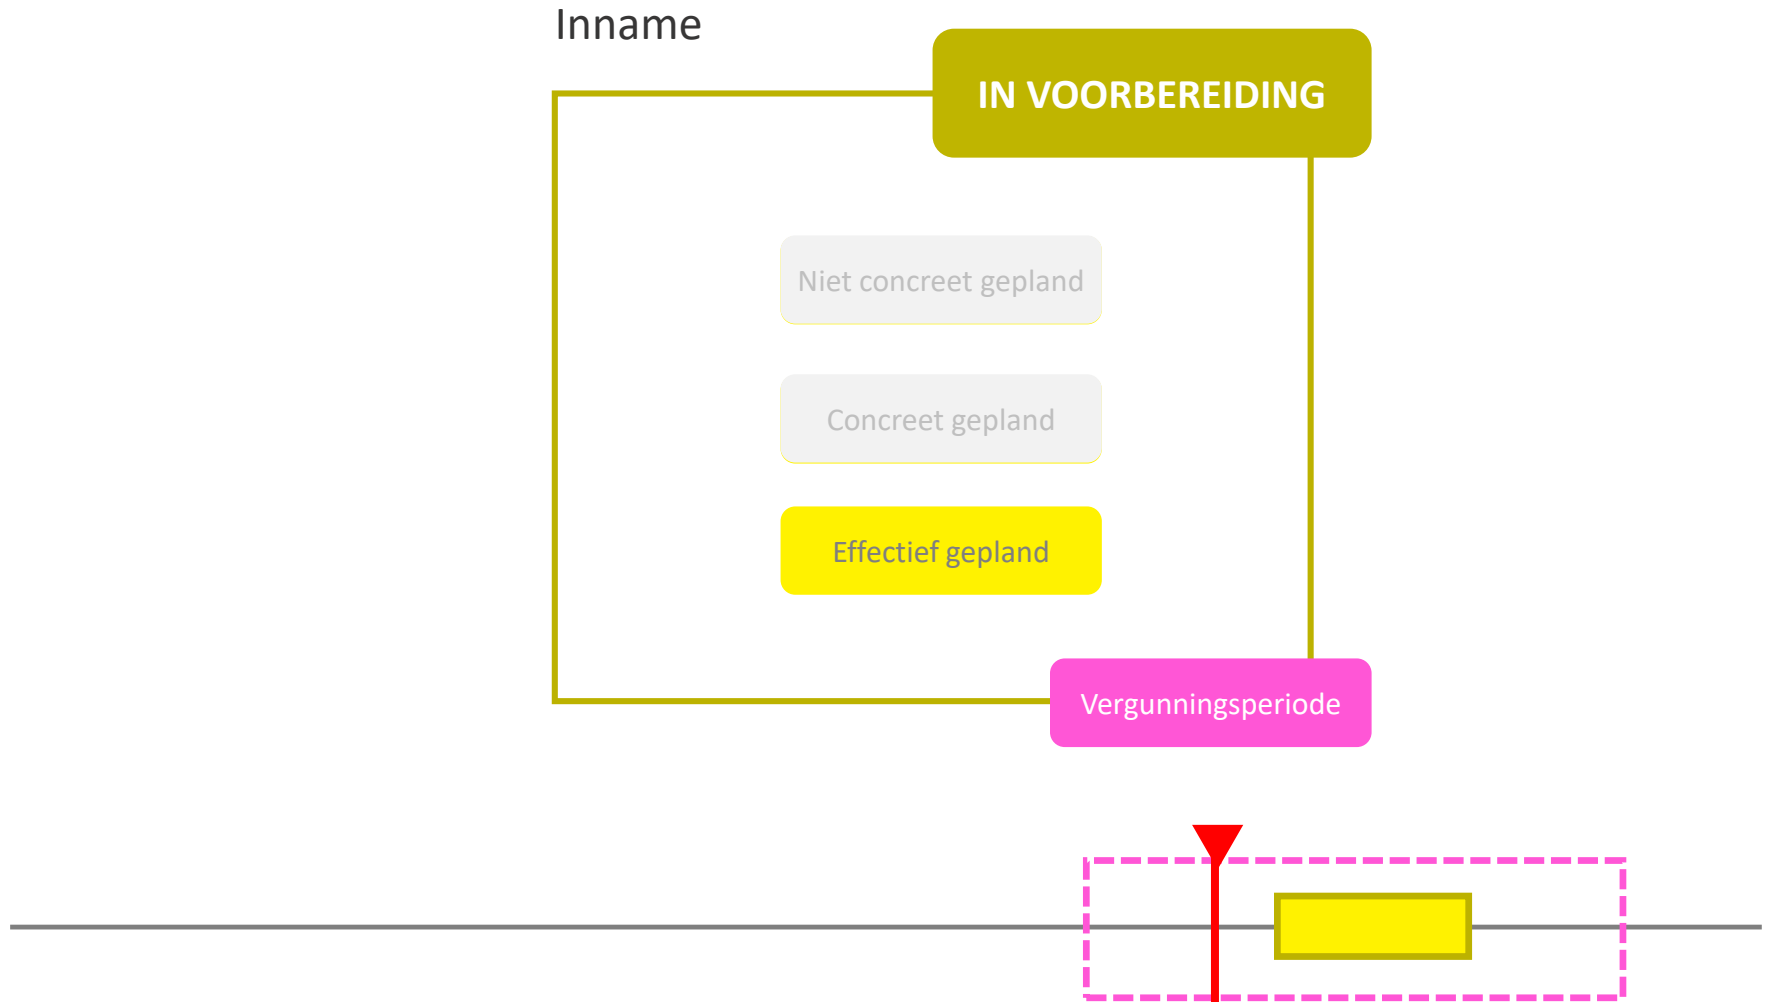 Inname
IN VOORBEREIDING
Niet concreet gepland
Concreet gepland
Effectief gepland
Vergunningsperiode